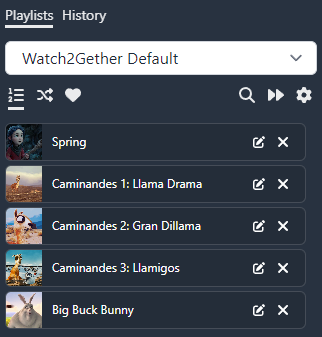 Playlists History
Watch2Gether Default
Spring
Caminandes 1: Llama Drama
Caminandes 2: Gran Dillama
Caminandes 3: Llamigos
Big Buck Bunny